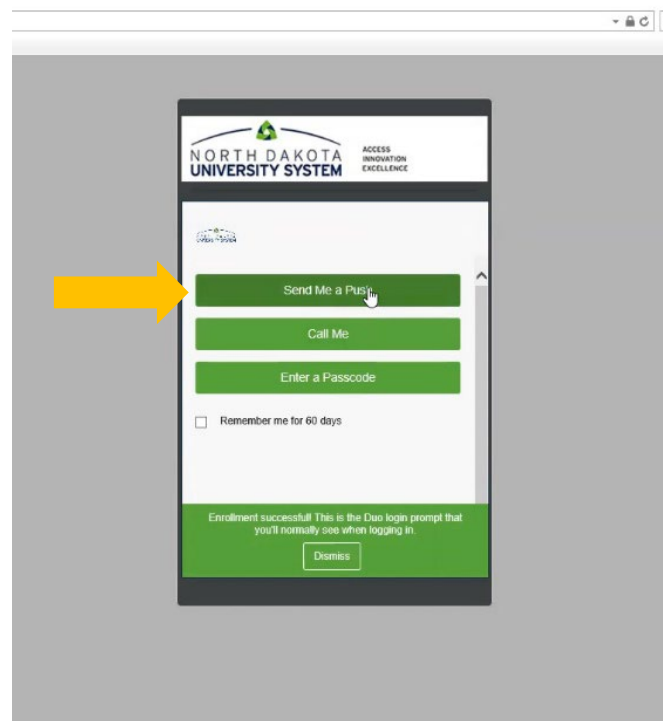 NORTH DAKOTA
UNIVERSITY SYSTEM
ACCESS
INNOVATION
EXCELLENCE
Send Me a Push
Call Me
Enter a Passcode
Remember me for 60 days
Enrollment successful! This is the Duo login prompt that
you'll normally see when logging in.
Dismiss